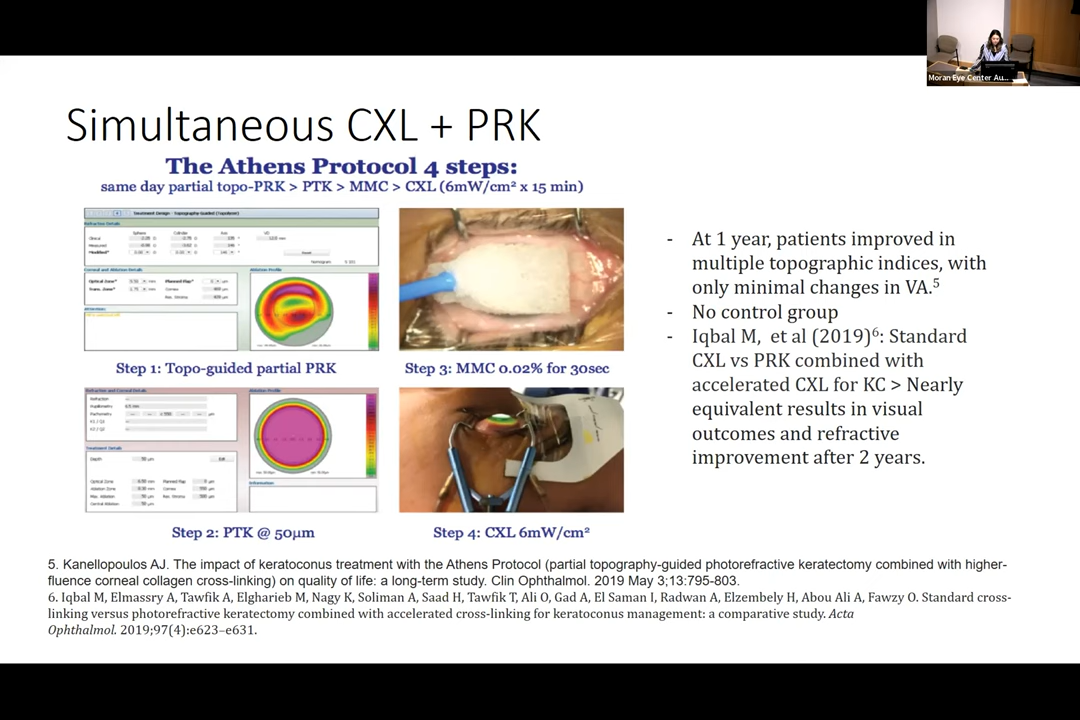 Moran Eye Center Au...
Simultaneous CXL + PRK
The Athens Protocol 4 steps:
same day partial topo-PRK > PTK > MMC > CXL (6mW/cm² x 15 min)
Treatment Design - Topography-Guided (Topolyzer)
Step 1: Topo-guided partial PRK
Step 3: MMC 0.02% for 30sec
Step 2: PTK @ 50µm
Step 4: CXL 6mW/cm²
- At 1 year, patients improved in
multiple topographic indices, with
only minimal changes in VA.⁵
- No control group
- Iqbal M, et al (2019)⁶: Standard
CXL vs PRK combined with
accelerated CXL for KC > Nearly
equivalent results in visual
outcomes and refractive
improvement after 2 years.
5. Kanellopoulos AJ. The impact of keratoconus treatment with the Athens Protocol (partial topography-guided photorefractive keratectomy combined with higher-
fluence corneal collagen cross-linking) on quality of life: a long-term study. Clin Ophthalmol. 2019 May 3;13:795-803.
6. Iqbal M, Elmassry A, Tawfik A, Elgharieb M, Nagy K, Soliman A, Saad H, Tawfik T, Ali O, Gad A, El Saman I, Radwan A, Elzembely H, Abou Ali A, Fawzy O. Standard cross-
linking versus photorefractive keratectomy combined with accelerated cross-linking for keratoconus management: a comparative study. Acta
Ophthalmol. 2019;97(4):e623–e631.